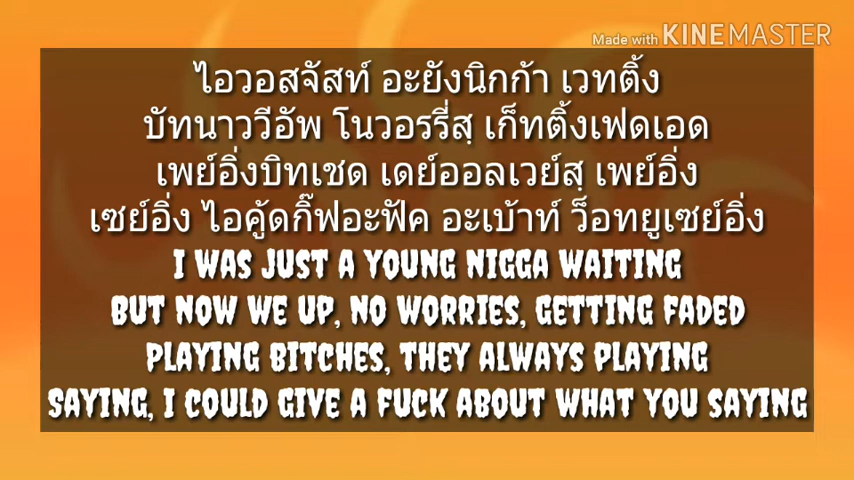 Made with KINEMASTER
ไอวอสจัสท์ อะยังนิกก้า เวทติ้ง
บัทนาววีอัพ โนวอรรี่สฺ เก็ทติ้งเฟดเอด
เพย์อิ่งบิทเชด เดย์ออลเวย์สฺ เพย์อิ่ง
เซย์อิ่ง ไอคู้ดกิ๊ฟอะฟัค อะเบ้าท์ ว็อทยูเซย์อิ่ง
I WAS JUST A YOUNG NIGGA WAITING
BUT NOW WE UP, NO WORRIES, GETTING FADED
PLAYING BITCHES, THEY ALWAYS PLAYING
SAYING, I COULD GIVE A FUCK ABOUT WHAT YOU SAYING